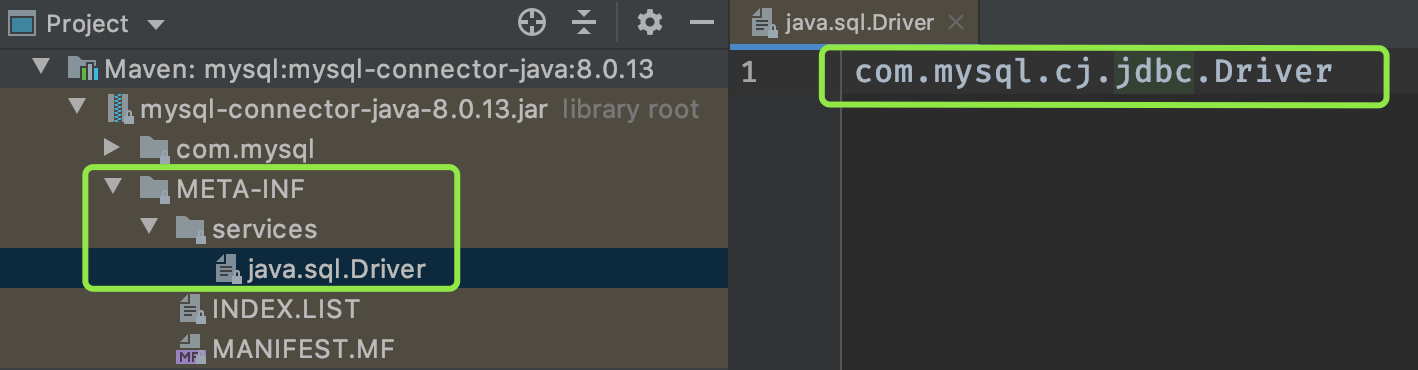 Project
Maven: mysql:mysql-connector-java:8.0.13
mysql-connector-java-8.0.13.jar library root
com.mysql
META-INF
services
java.sql.Driver
INDEX.LIST
MF MANIFEST.MF
java.sql.Driver
1 com.mysql.cj.jdbc.Driver